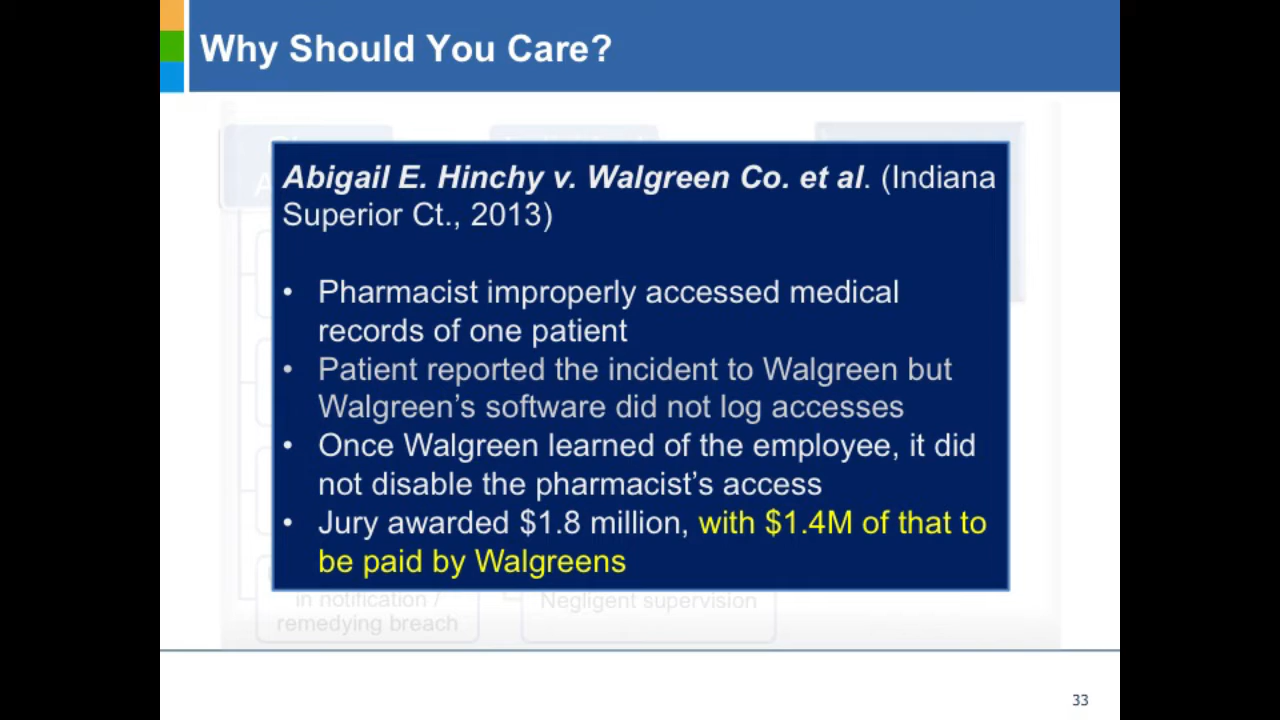 Why Should You Care?
Abigail E. Hinchy v. Walgreen Co. et al. (Indiana
Superior Ct., 2013)
• Pharmacist improperly accessed medical
records of one patient
• Patient reported the incident to Walgreen but
Walgreen’s software did not log accesses
• Once Walgreen learned of the employee, it did
not disable the pharmacist’s access
• Jury awarded $1.8 million, with $1.4M of that to
be paid by Walgreens
in notification /
remedying breach
Negligent supervision
33